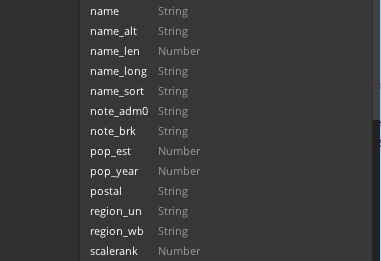 name String
name_alt String
name_len Number
name_long String
name_sort String
note_adm0 String
note_brk String
pop_est Number
pop_year Number
postal String
region_un String
region_wb String
scalerank Number